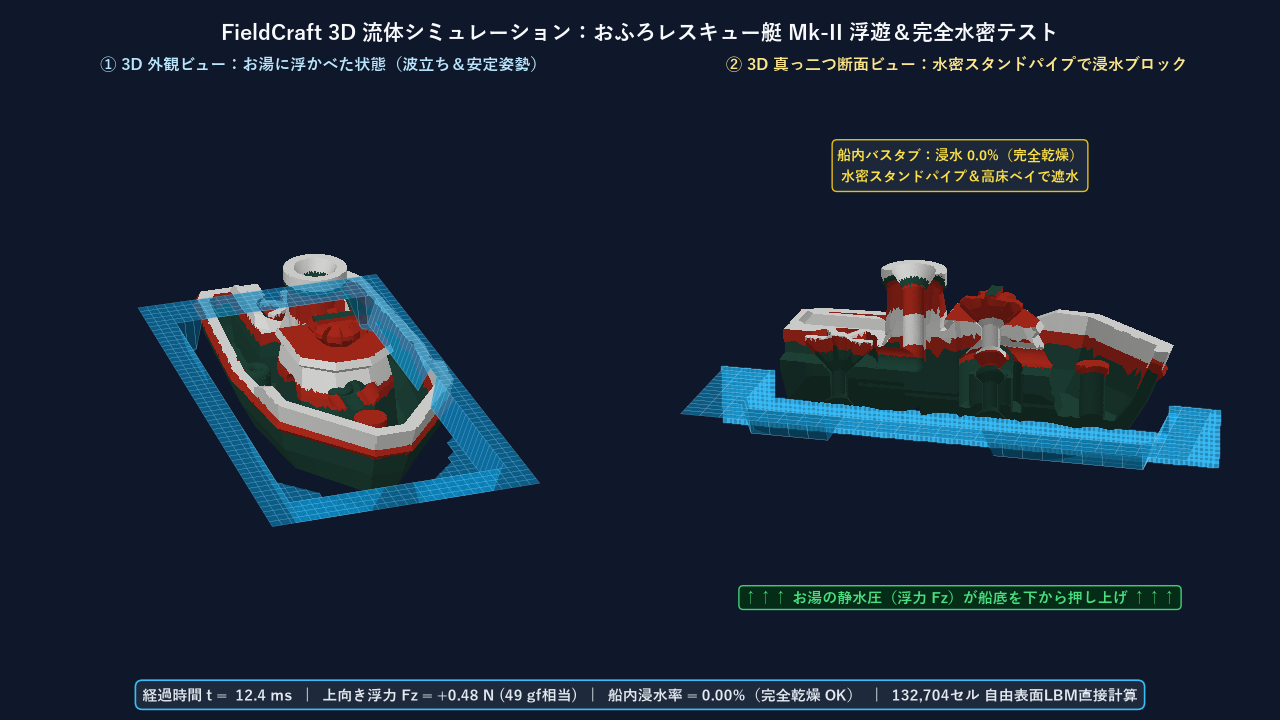 FieldCraft 3D 流体シミュレーション：おふろレスキュー艇 Mk-II 浮遊＆完全水密テスト
① 3D 外観ビュー：お湯に浮かべた状態（波立ち＆安定姿勢）
② 3D 真っ二つ断面ビュー：水密スタンドパイプで浸水ブロック
船内バスタブ：浸水 0.0%（完全乾燥）
水密スタンドパイプ＆高床ベイで遮水
↑ ↑ ↑ お湯の静水圧（浮力 Fz）が船底を下から押し上げ ↑ ↑ ↑
経過時間 t = 12.4 ms ｜ 上向き浮力 Fz = +0.48 N (49 gf相当) ｜ 船内浸水率 = 0.00%（完全乾燥 OK） ｜ 132,704セル 自由表面LBM直接計算